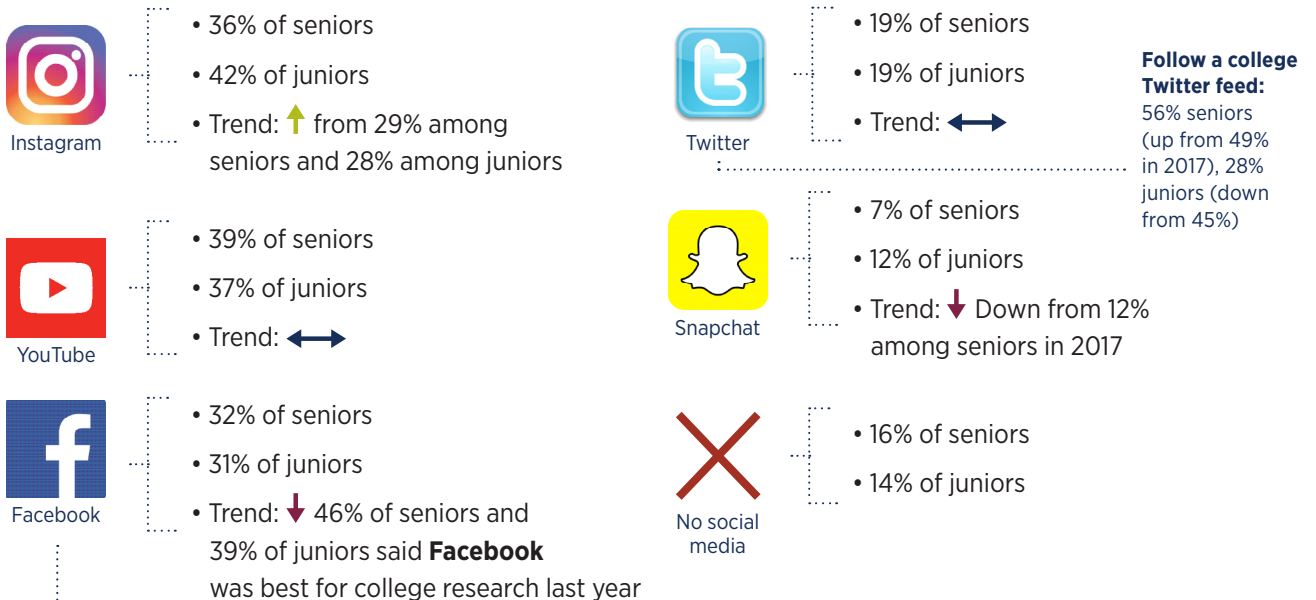 • 36% of seniors
• 42% of juniors
• Trend: ↑ from 29% among
seniors and 28% among juniors
Instagram
• 39% of seniors
• 37% of juniors
• Trend: ↔
YouTube
• 32% of seniors
• 31% of juniors
• Trend: ↓ 46% of seniors and
39% of juniors said Facebook
was best for college research last year
f
Facebook
• 19% of seniors
• 19% of juniors
• Trend: ↔
t
Twitter
Follow a college
Twitter feed:
56% seniors
(up from 49%
in 2017), 28%
juniors (down
from 45%)
• 7% of seniors
• 12% of juniors
• Trend: ↓ Down from 12%
among seniors in 2017
Snapchat
• 16% of seniors
• 14% of juniors
No social
media